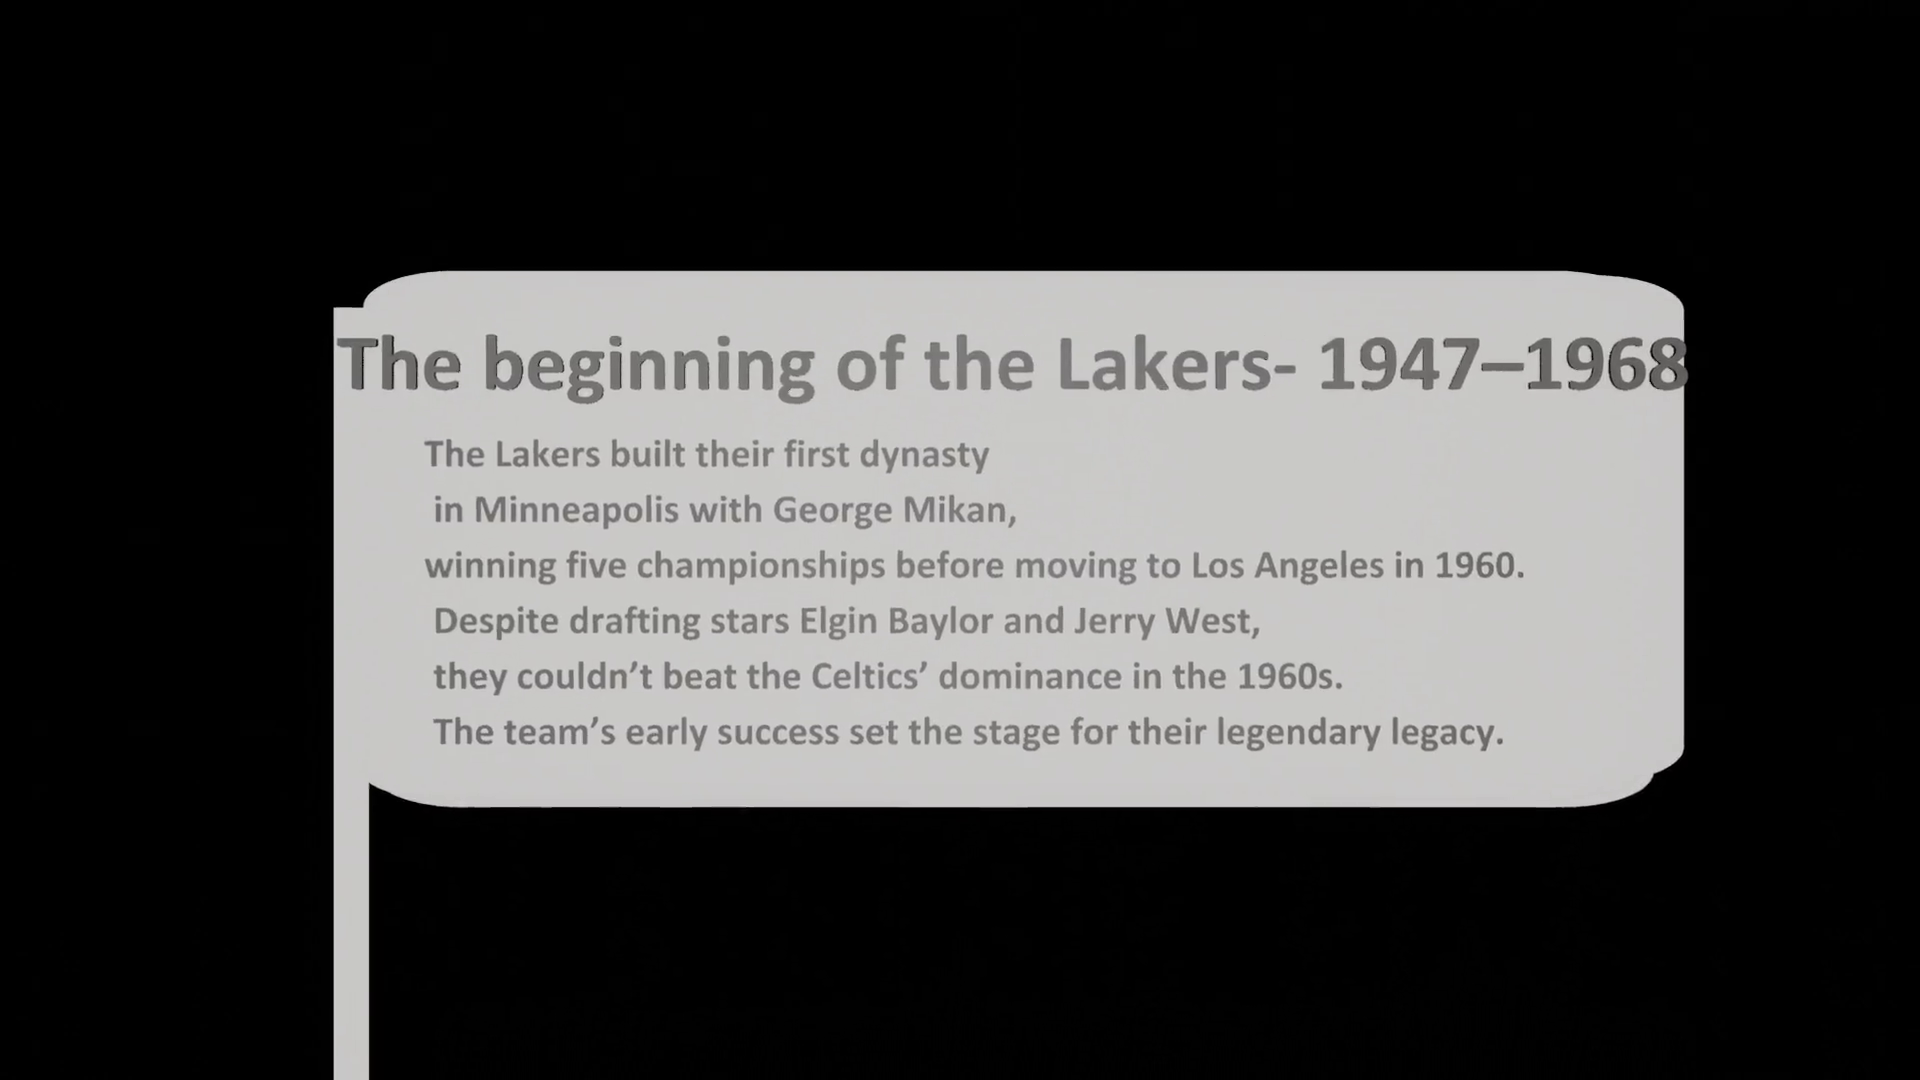 The beginning of the Lakers- 1947–1968
The Lakers built their first dynasty
in Minneapolis with George Mikan,
winning five championships before moving to Los Angeles in 1960.
Despite drafting stars Elgin Baylor and Jerry West,
they couldn’t beat the Celtics’ dominance in the 1960s.
The team’s early success set the stage for their legendary legacy.